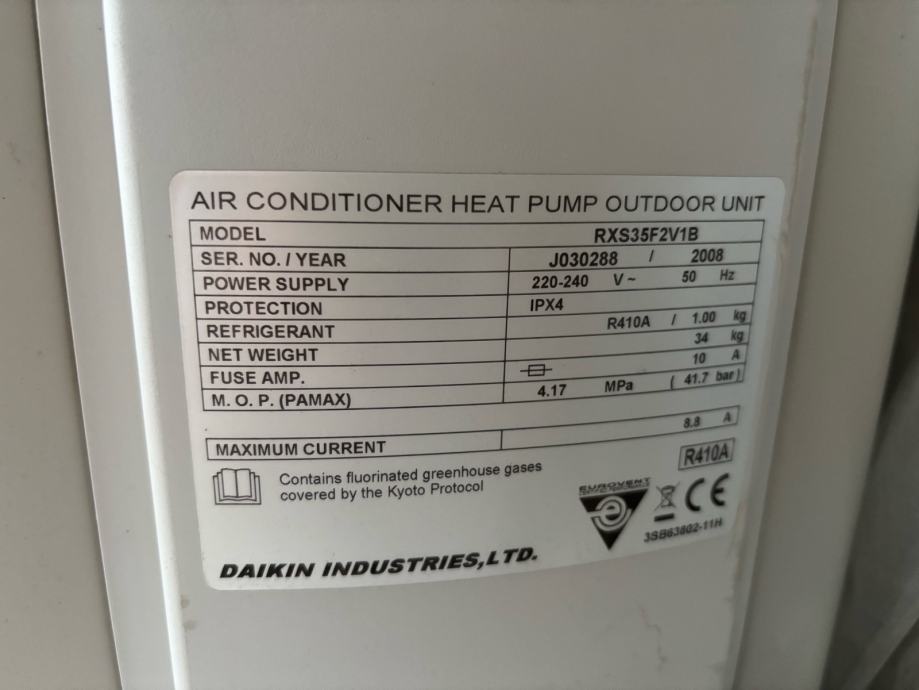 AIR CONDITIONER HEAT PUMP OUTDOOR UNIT
MODEL RXS35F2V1B
SER. NO. / YEAR J030288 / 2008
POWER SUPPLY 220-240 V ~ 50 Hz
PROTECTION IPX4
REFRIGERANT R410A / 1.00 kg
NET WEIGHT 34 kg
FUSE AMP. 10 A
M. O. P. (PAMAX) 4.17 MPa ( 41.7 bar )
MAXIMUM CURRENT 8.8 A
R410A
Contains fluorinated greenhouse gases
covered by the Kyoto Protocol
EUROVENT
CE
3SB63802-11H
DAIKIN INDUSTRIES,LTD.